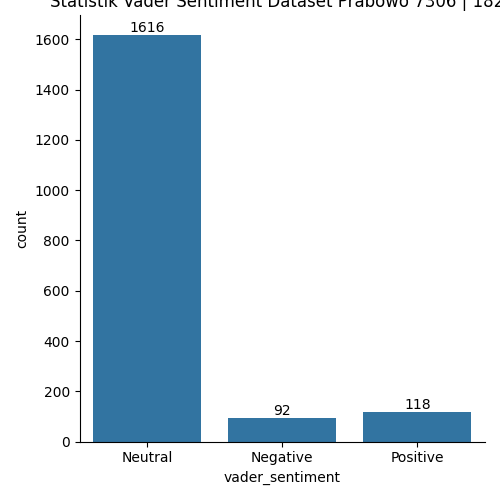 Statistik Vader Sentiment Dataset Prabowo 7306 | 182
1616
92
118
1600
1400
1200
1000
800
600
400
200
0
count
Neutral
Negative
Positive
vader_sentiment